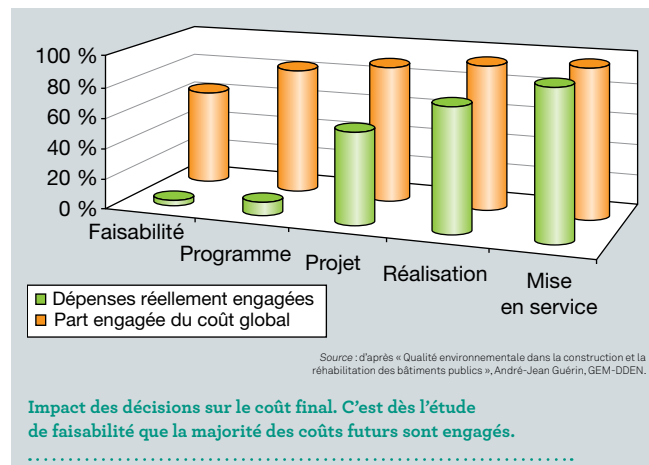 100 %
80 %
60 %
40 %
20 %
0 %
Faisabilité
Programme
Projet
Réalisation
Mise
en service
Dépenses réellement engagées
Part engagée du coût global
Source : d'après « Qualité environnementale dans la construction et la
réhabilitation des bâtiments publics », André-Jean Guérin, GEM-DDEN.
Impact des décisions sur le coût final. C'est dès l'étude
de faisabilité que la majorité des coûts futurs sont engagés.